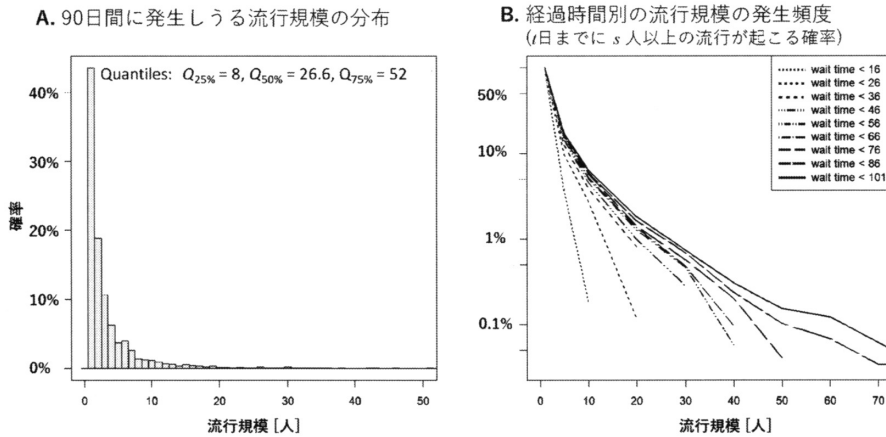 A. 90日間に発生しうる流行規模の分布
Quantiles: Q25% = 8, Q50% = 26.6, Q75% = 52
40%
30%
20%
10%
0%
確率
0 10 20 30 40 50
流行規模 [人]
B. 経過時間別の流行規模の発生頻度
(t日までに s 人以上の流行が起こる確率)
wait time < 16
wait time < 26
wait time < 36
wait time < 46
wait time < 56
wait time < 66
wait time < 76
wait time < 86
wait time < 101
50%
10%
1%
0.1%
0 10 20 30 40 50 60 70
流行規模 [人]